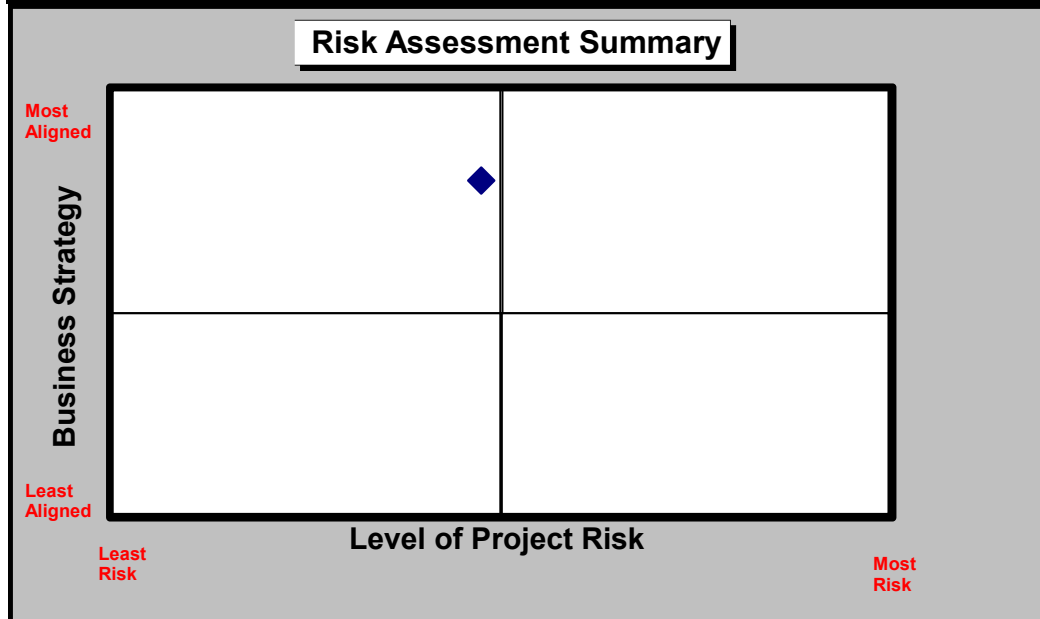 Risk Assessment Summary
Most
Aligned
Business Strategy
Least
Aligned
Level of Project Risk
Least
Risk
Most
Risk